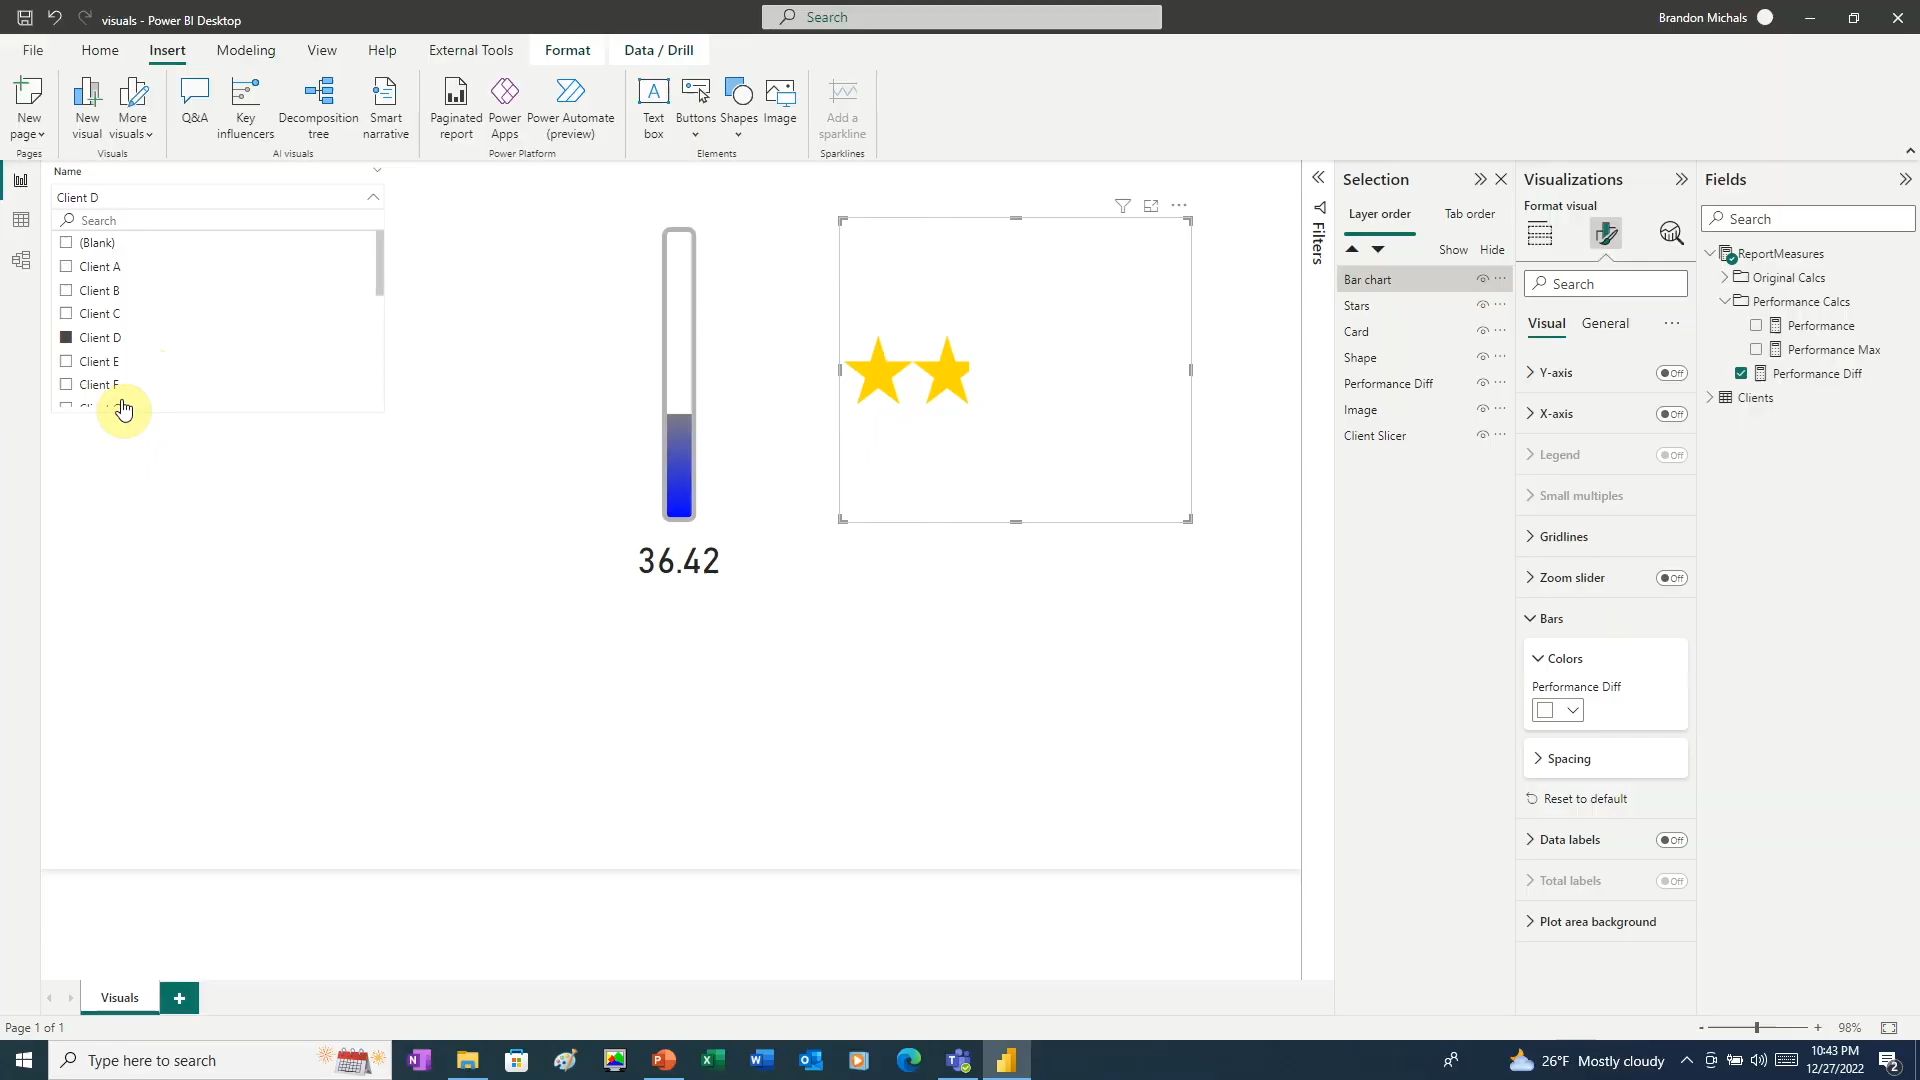 visuals - Power BI Desktop
Search
Brandon Michals
File
Home
Insert
Modeling
View
Help
External Tools
Format
Data / Drill
New page
New visual
More visuals
Q&A
Key influencers
Decomposition tree
Smart narrative
Paginated report
Power Apps
Power Automate (preview)
Text box
Buttons
Shapes
Image
Add a sparkline
Pages
Visuals
AI visuals
Power Platform
Elements
Sparklines
Name
Client D
Search
(Blank)
Client A
Client B
Client C
Client D
Client E
Client F
36.42
Filters
Selection
Layer order
Tab order
Show
Hide
Bar chart
Stars
Card
Shape
Performance Diff
Image
Client Slicer
Visualizations
Format visual
Search
Visual
General
Y-axis
Off
X-axis
Off
Legend
Off
Small multiples
Gridlines
Zoom slider
Off
Bars
Colors
Performance Diff
Spacing
Reset to default
Data labels
Off
Total labels
Off
Plot area background
Fields
Search
ReportMeasures
Original Calcs
Performance Calcs
Performance
Performance Max
Performance Diff
Clients
Visuals
Page 1 of 1
98%
Type here to search
26°F Mostly cloudy
10:43 PM
12/27/2022
2